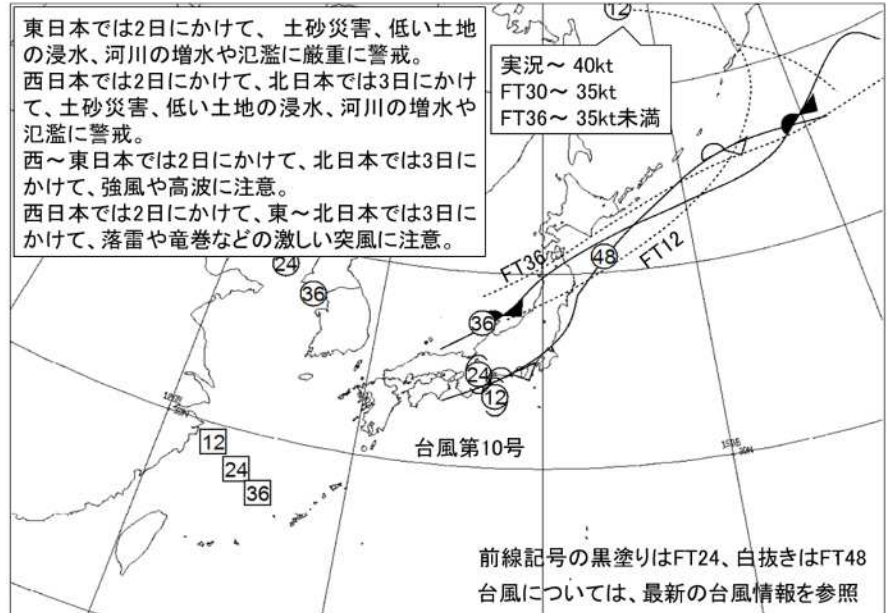 東日本では2日にかけて、 土砂災害、低い土地
の浸水、河川の増水や氾濫に厳重に警戒。
西日本では2日にかけて、北日本では3日にかけ
て、土砂災害、低い土地の浸水、河川の増水や
氾濫に警戒。
西～東日本では2日にかけて、北日本では3日に
かけて、強風や高波に注意。
西日本では2日にかけて、東～北日本では3日に
かけて、落雷や竜巻などの激しい突風に注意。
12
実況～ 40kt
FT30～ 35kt
FT36～ 35kt未満
FT36
48
FT12
24
36
36
24
12
台風第10号
12
24
36
30N
前線記号の黒塗りはFT24、白抜きはFT48
台風については、最新の台風情報を参照